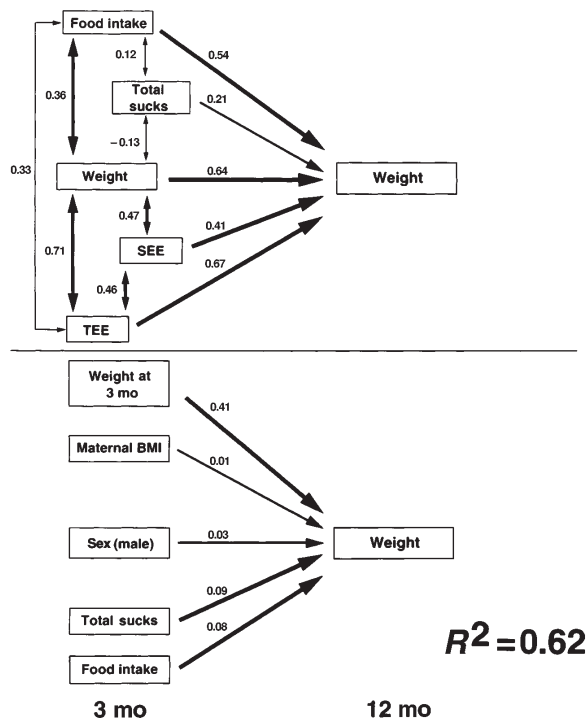 Food intake
0.12
0.54
0.36
Total
sucks
0.21
−0.13
0.33
Weight
0.64
Weight
0.47
0.41
SEE
0.71
0.67
0.46
TEE
Weight at
3 mo
0.41
Maternal BMI
0.01
Sex (male)
0.03
Weight
0.09
Total sucks
0.08
R² = 0.62
Food intake
3 mo
12 mo